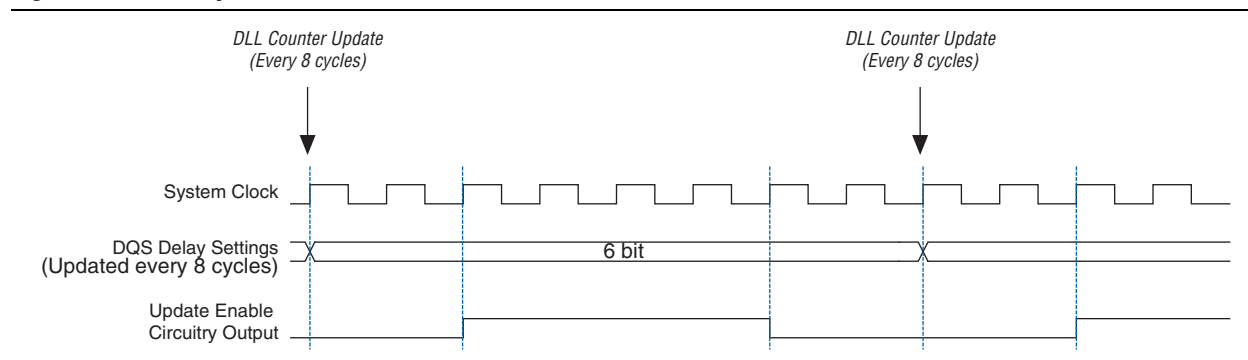 DLL Counter Update
(Every 8 cycles)
DLL Counter Update
(Every 8 cycles)
System Clock
DQS Delay Settings
(Updated every 8 cycles)
6 bit
Update Enable
Circuitry Output